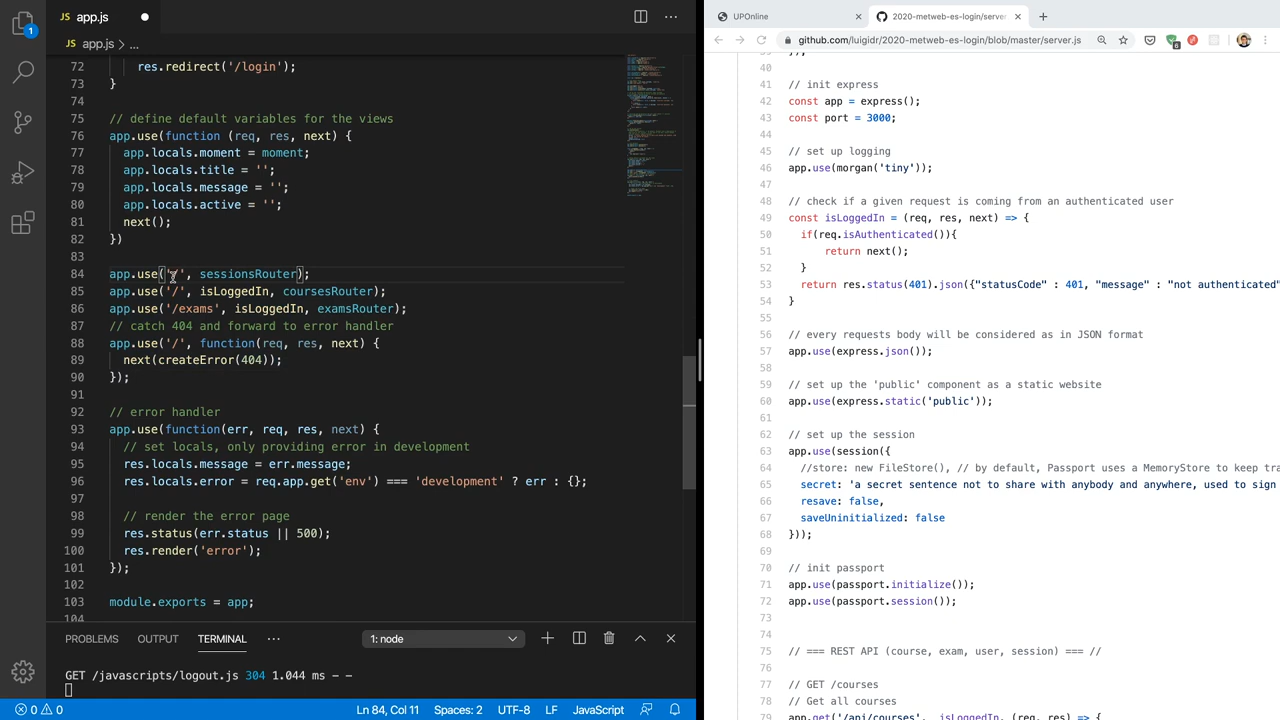 app.js
app.js > ...
72 res.redirect('/login');
73 }
74
75 // define default variables for the views
76 app.use(function (req, res, next) {
77 app.locals.moment = moment;
78 app.locals.title = '';
79 app.locals.message = '';
80 app.locals.active = '';
81 next();
82 })
83
84 app.use('/', sessionsRouter);
85 app.use('/', isLoggedIn, coursesRouter);
86 app.use('/exams', isLoggedIn, examsRouter);
87 // catch 404 and forward to error handler
88 app.use('/', function(req, res, next) {
89 next(createError(404));
90 });
91
92 // error handler
93 app.use(function(err, req, res, next) {
94 // set locals, only providing error in development
95 res.locals.message = err.message;
96 res.locals.error = req.app.get('env') === 'development' ? err : {};
97
98 // render the error page
99 res.status(err.status || 500);
100 res.render('error');
101 });
102
103 module.exports = app;
104
PROBLEMS OUTPUT TERMINAL ... 1: node
GET /javascripts/logout.js 304 1.044 ms - -
0 0 Ln 84, Col 11 Spaces: 2 UTF-8 LF JavaScript
1
UPOnline
2020-metweb-es-login/server
github.com/luigidr/2020-metweb-es-login/blob/master/server.js
6
40
41 // init express
42 const app = express();
43 const port = 3000;
44
45 // set up logging
46 app.use(morgan('tiny'));
47
48 // check if a given request is coming from an authenticated user
49 const isLoggedIn = (req, res, next) => {
50 if(req.isAuthenticated()){
51 return next();
52 }
53 return res.status(401).json({"statusCode" : 401, "message" : "not authenticated"
54 }
55
56 // every requests body will be considered as in JSON format
57 app.use(express.json());
58
59 // set up the 'public' component as a static website
60 app.use(express.static('public'));
61
62 // set up the session
63 app.use(session({
64 //store: new FileStore(), // by default, Passport uses a MemoryStore to keep tra
65 secret: 'a secret sentence not to share with anybody and anywhere, used to sign
66 resave: false,
67 saveUninitialized: false
68 }));
69
70 // init passport
71 app.use(passport.initialize());
72 app.use(passport.session());
73
74
75 // === REST API (course, exam, user, session) === //
76
77 // GET /courses
78 // Get all courses
79 app.get('/api/courses', isLoggedIn, (req, res) => {